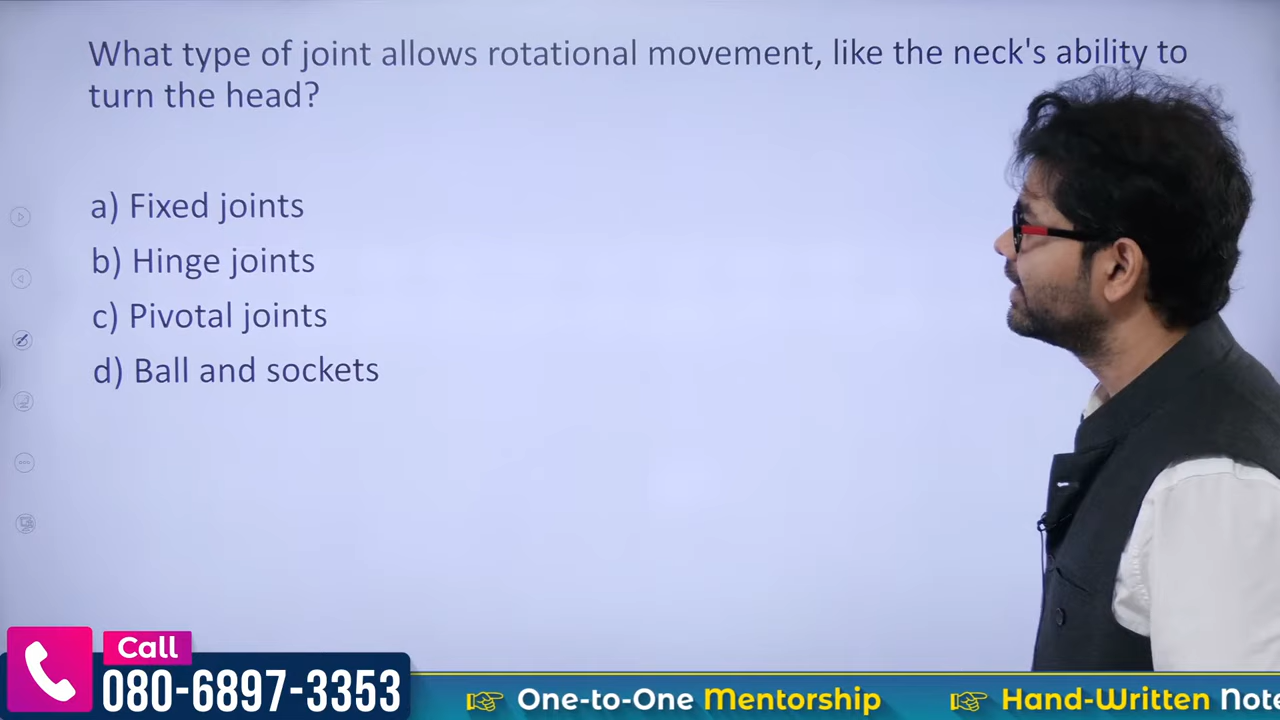 What type of joint allows rotational movement, like the neck's ability to
turn the head?
a) Fixed joints
b) Hinge joints
c) Pivotal joints
d) Ball and sockets
Call
080-6897-3353
One-to-One Mentorship
Hand-Written Note